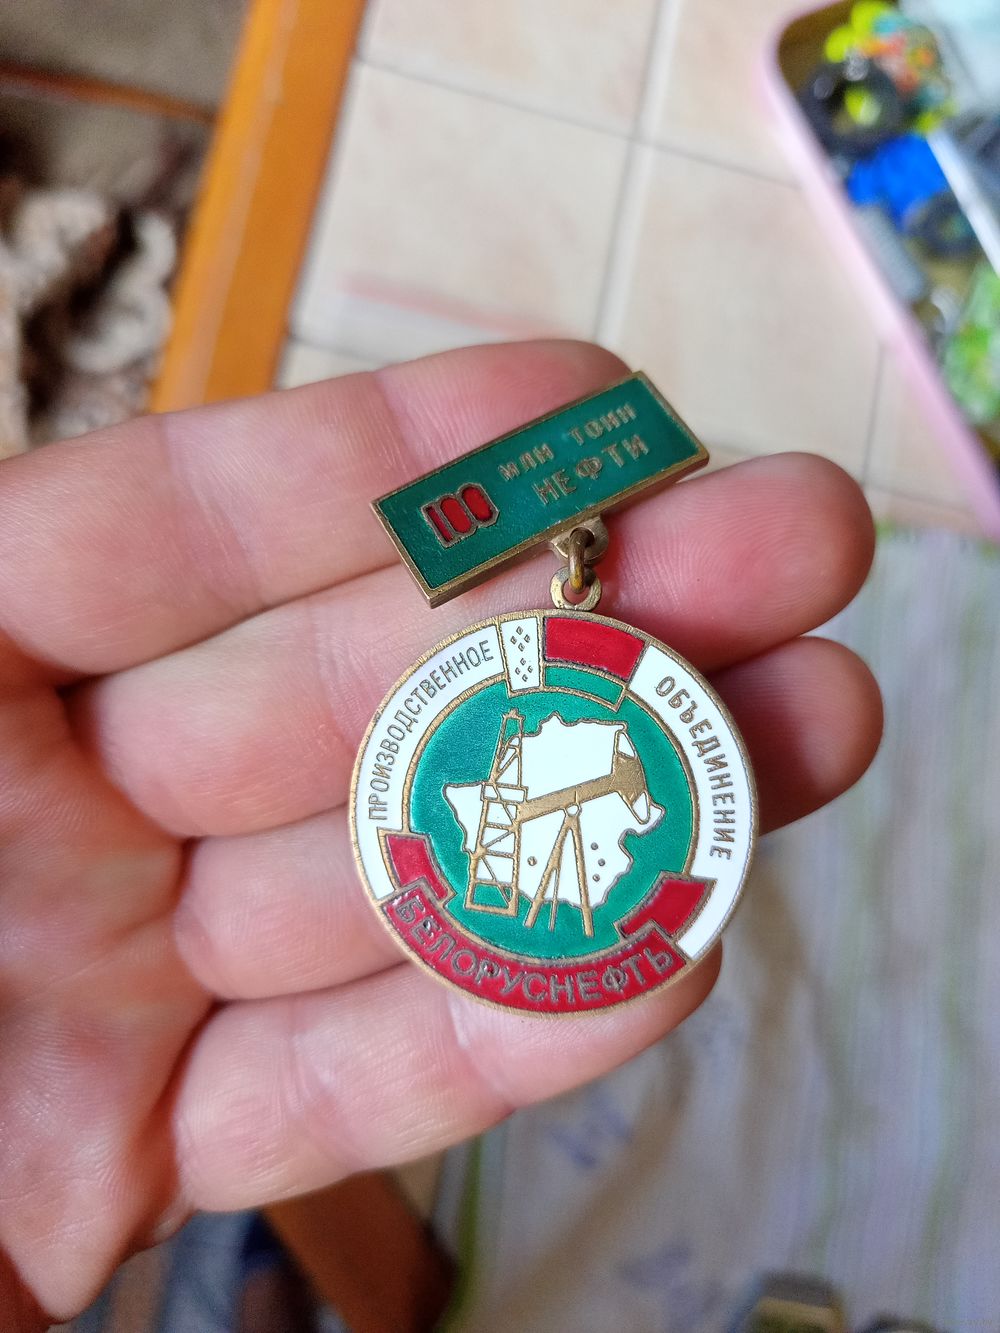 100 МЛН ТОНН
НЕФТИ
ПРОИЗВОДСТВЕННОЕ
ОБЪЕДИНЕНИЕ
БЕЛОРУСНЕФТЬ